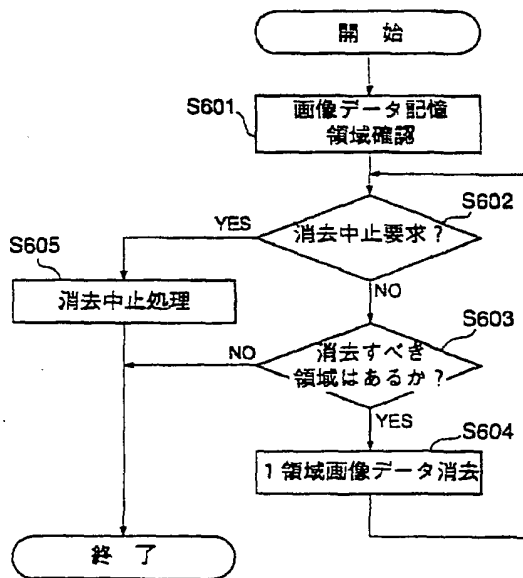 開 始
S601
画像データ記憶
領域確認
S602
消去中止要求？
YES
S605
消去中止処理
NO
S603
消去すべき
領域はあるか？
NO
YES
S604
1領域画像データ消去
終 了